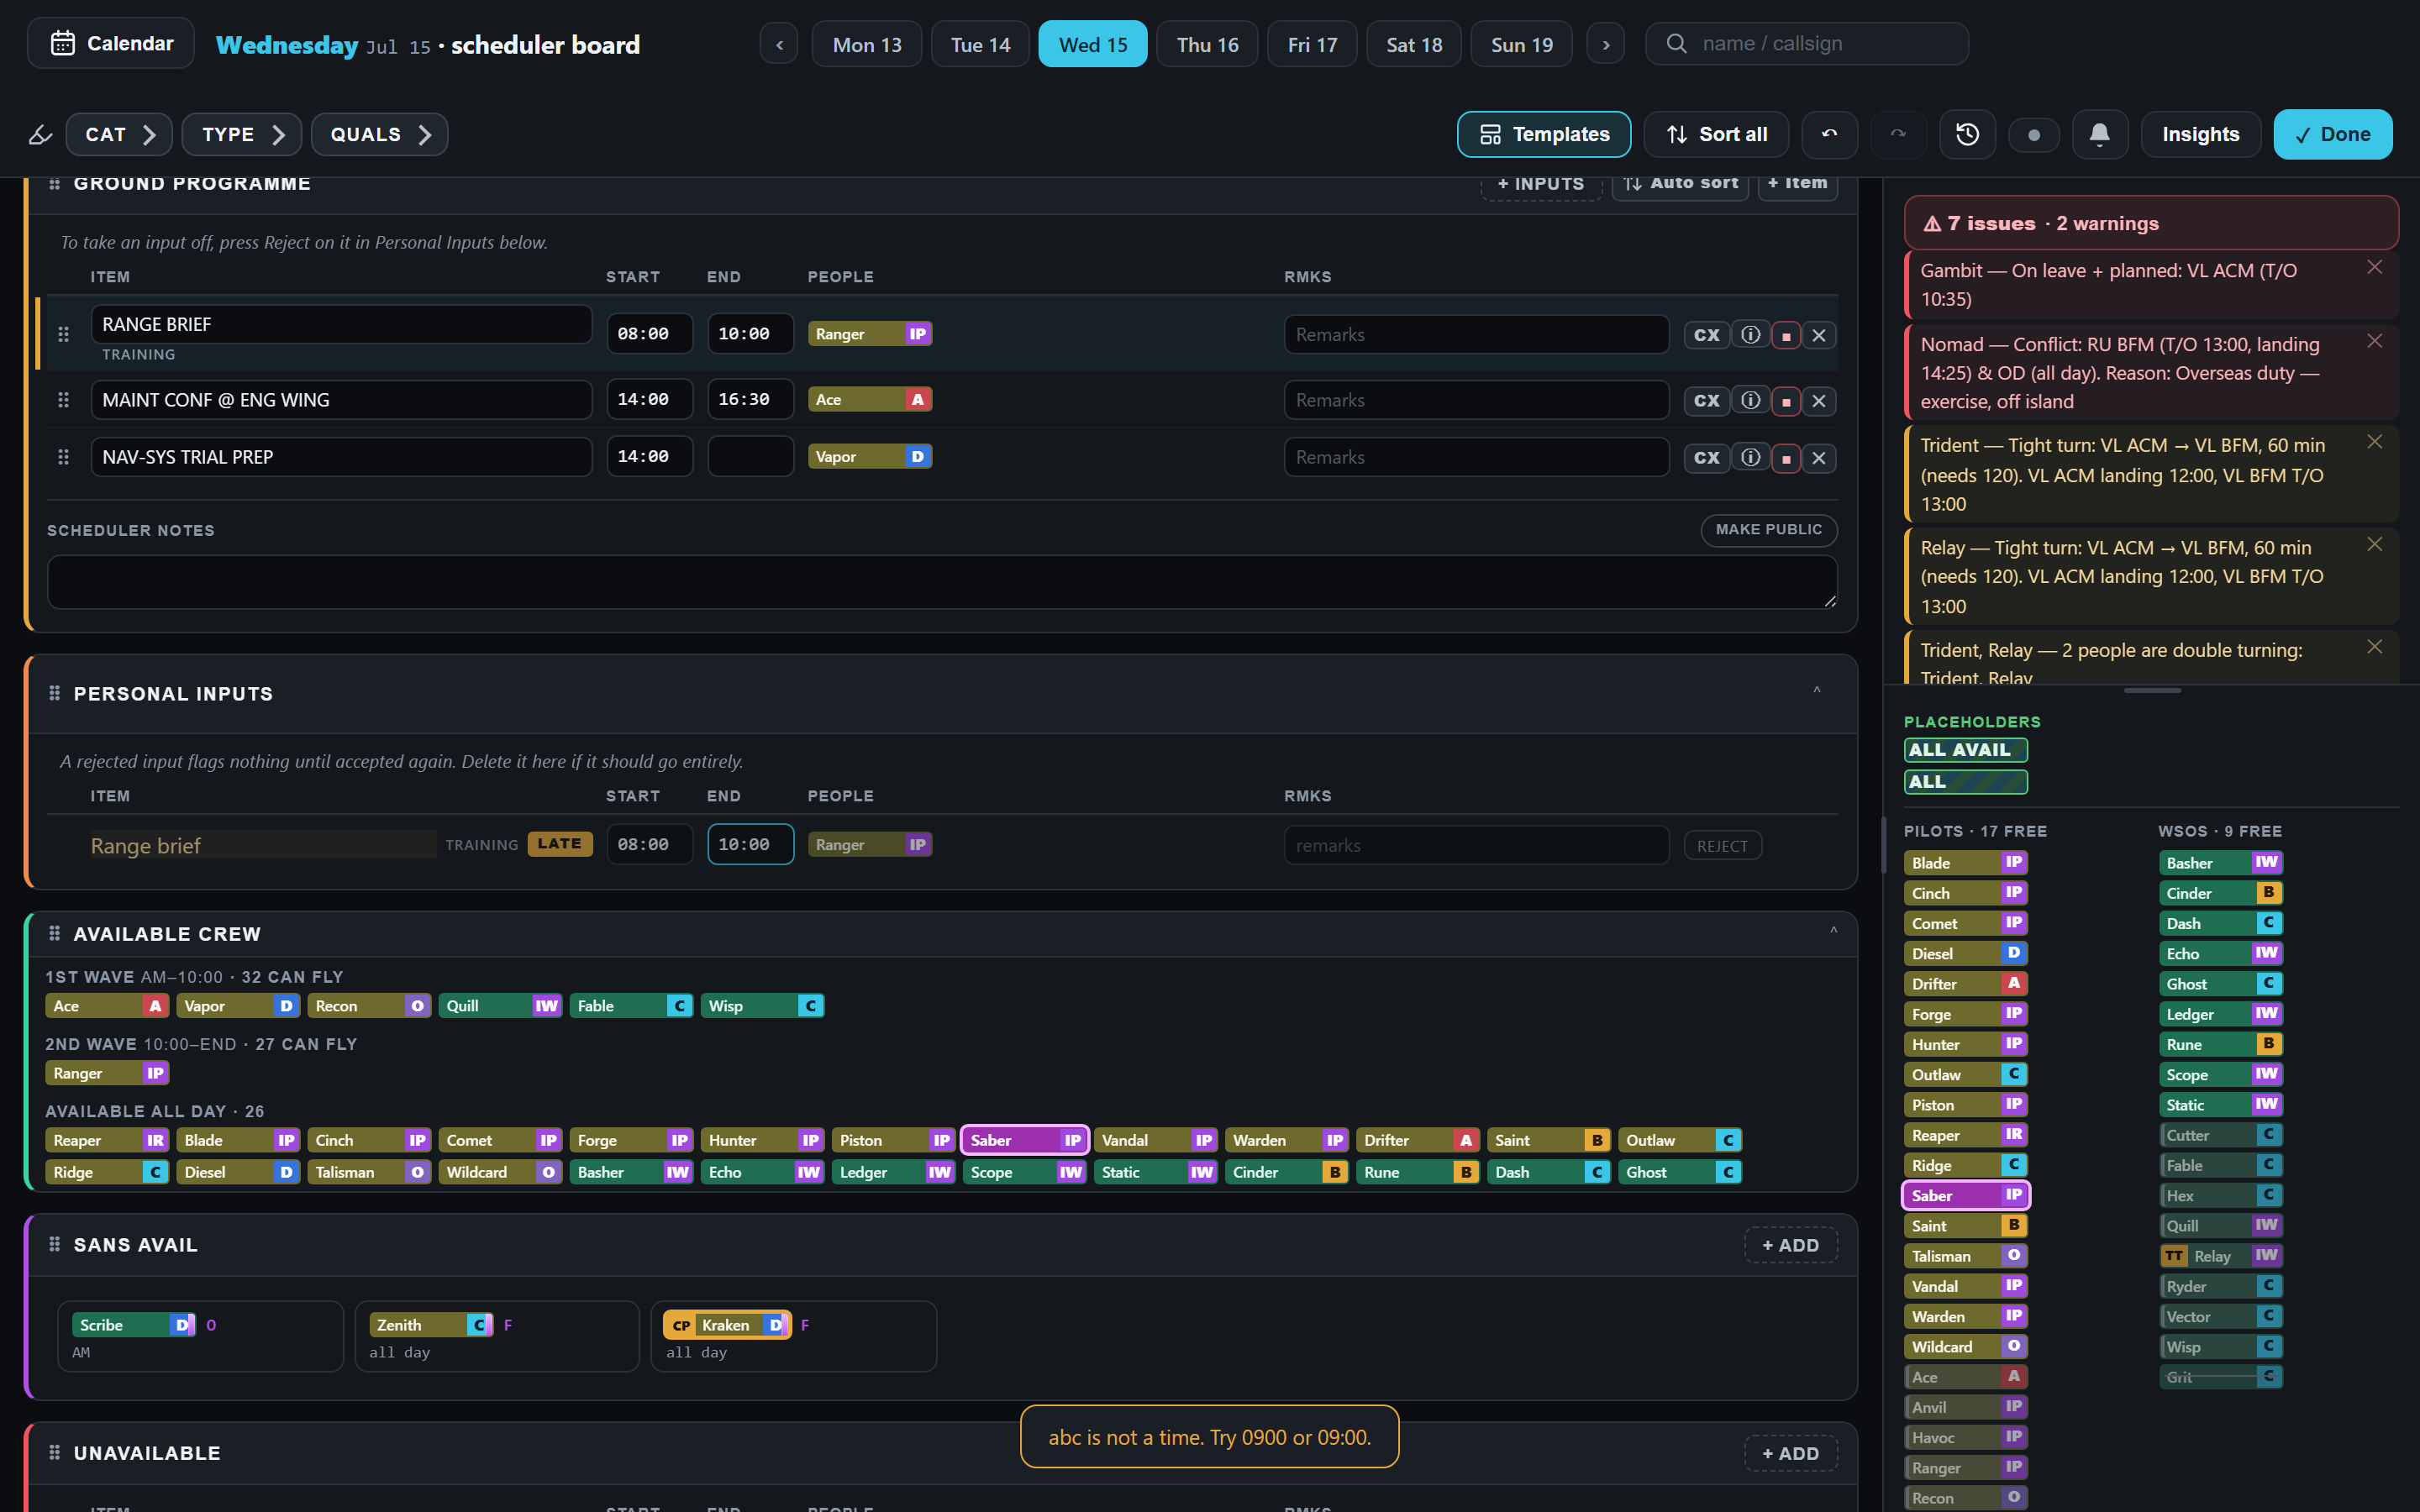 Calendar
Wednesday Jul 15 · scheduler board
‹ Mon 13 Tue 14 Wed 15 Thu 16 Fri 17 Sat 18 Sun 19 ›
name / callsign
CAT TYPE QUALS
Templates Sort all Insights ✓ Done
GROUND PROGRAMME
+ INPUTS Auto sort + Item
To take an input off, press Reject on it in Personal Inputs below.
ITEM START END PEOPLE RMKS
RANGE BRIEF 08:00 10:00 Ranger IP Remarks CX
TRAINING
MAINT CONF @ ENG WING 14:00 16:30 Ace A Remarks CX
NAV-SYS TRIAL PREP 14:00 Vapor D Remarks CX
SCHEDULER NOTES MAKE PUBLIC
PERSONAL INPUTS
A rejected input flags nothing until accepted again. Delete it here if it should go entirely.
ITEM START END PEOPLE RMKS
Range brief TRAINING LATE 08:00 10:00 Ranger IP remarks REJECT
AVAILABLE CREW
1ST WAVE AM–10:00 · 32 CAN FLY
Ace A Vapor D Recon O Quill IW Fable C Wisp C
2ND WAVE 10:00–END · 27 CAN FLY
Ranger IP
AVAILABLE ALL DAY · 26
Reaper IR Blade IP Cinch IP Comet IP Forge IP Hunter IP Piston IP Saber IP Vandal IP Warden IP Drifter A Saint B Outlaw C
Ridge C Diesel D Talisman O Wildcard O Basher IW Echo IW Ledger IW Scope IW Static IW Cinder B Rune B Dash C Ghost C
SANS AVAIL
+ ADD
Scribe D O
AM
Zenith C F
all day
CP Kraken D F
all day
UNAVAILABLE
+ ADD
ITEM START END PEOPLE RMKS
abc is not a time. Try 0900 or 09:00.
⚠ 7 issues · 2 warnings
Gambit — On leave + planned: VL ACM (T/O
10:35)
Nomad — Conflict: RU BFM (T/O 13:00, landing
14:25) & OD (all day). Reason: Overseas duty —
exercise, off island
Trident — Tight turn: VL ACM → VL BFM, 60 min
(needs 120). VL ACM landing 12:00, VL BFM T/O
13:00
Relay — Tight turn: VL ACM → VL BFM, 60 min
(needs 120). VL ACM landing 12:00, VL BFM T/O
13:00
Trident, Relay — 2 people are double turning:
Trident, Relay
PLACEHOLDERS
ALL AVAIL
ALL
PILOTS · 17 FREE
Blade IP
Cinch IP
Comet IP
Diesel D
Drifter A
Forge IP
Hunter IP
Outlaw C
Piston IP
Reaper IR
Ridge C
Saber IP
Saint B
Talisman O
Vandal IP
Warden IP
Wildcard O
Ace A
Anvil IP
Havoc IP
Ranger IP
Recon O
WSOS · 9 FREE
Basher IW
Cinder B
Dash C
Echo IW
Ghost C
Ledger IW
Rune B
Scope IW
Static IW
Cutter C
Fable C
Hex C
Quill IW
TT Relay IW
Ryder C
Vector C
Wisp C
Grit C